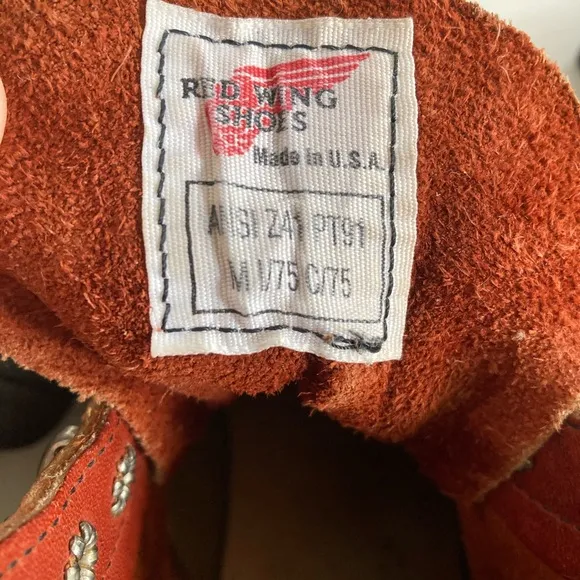 RED WING
SHOES
Made in U.S.A.
ANSI Z41 PT91
M I/75 C/75